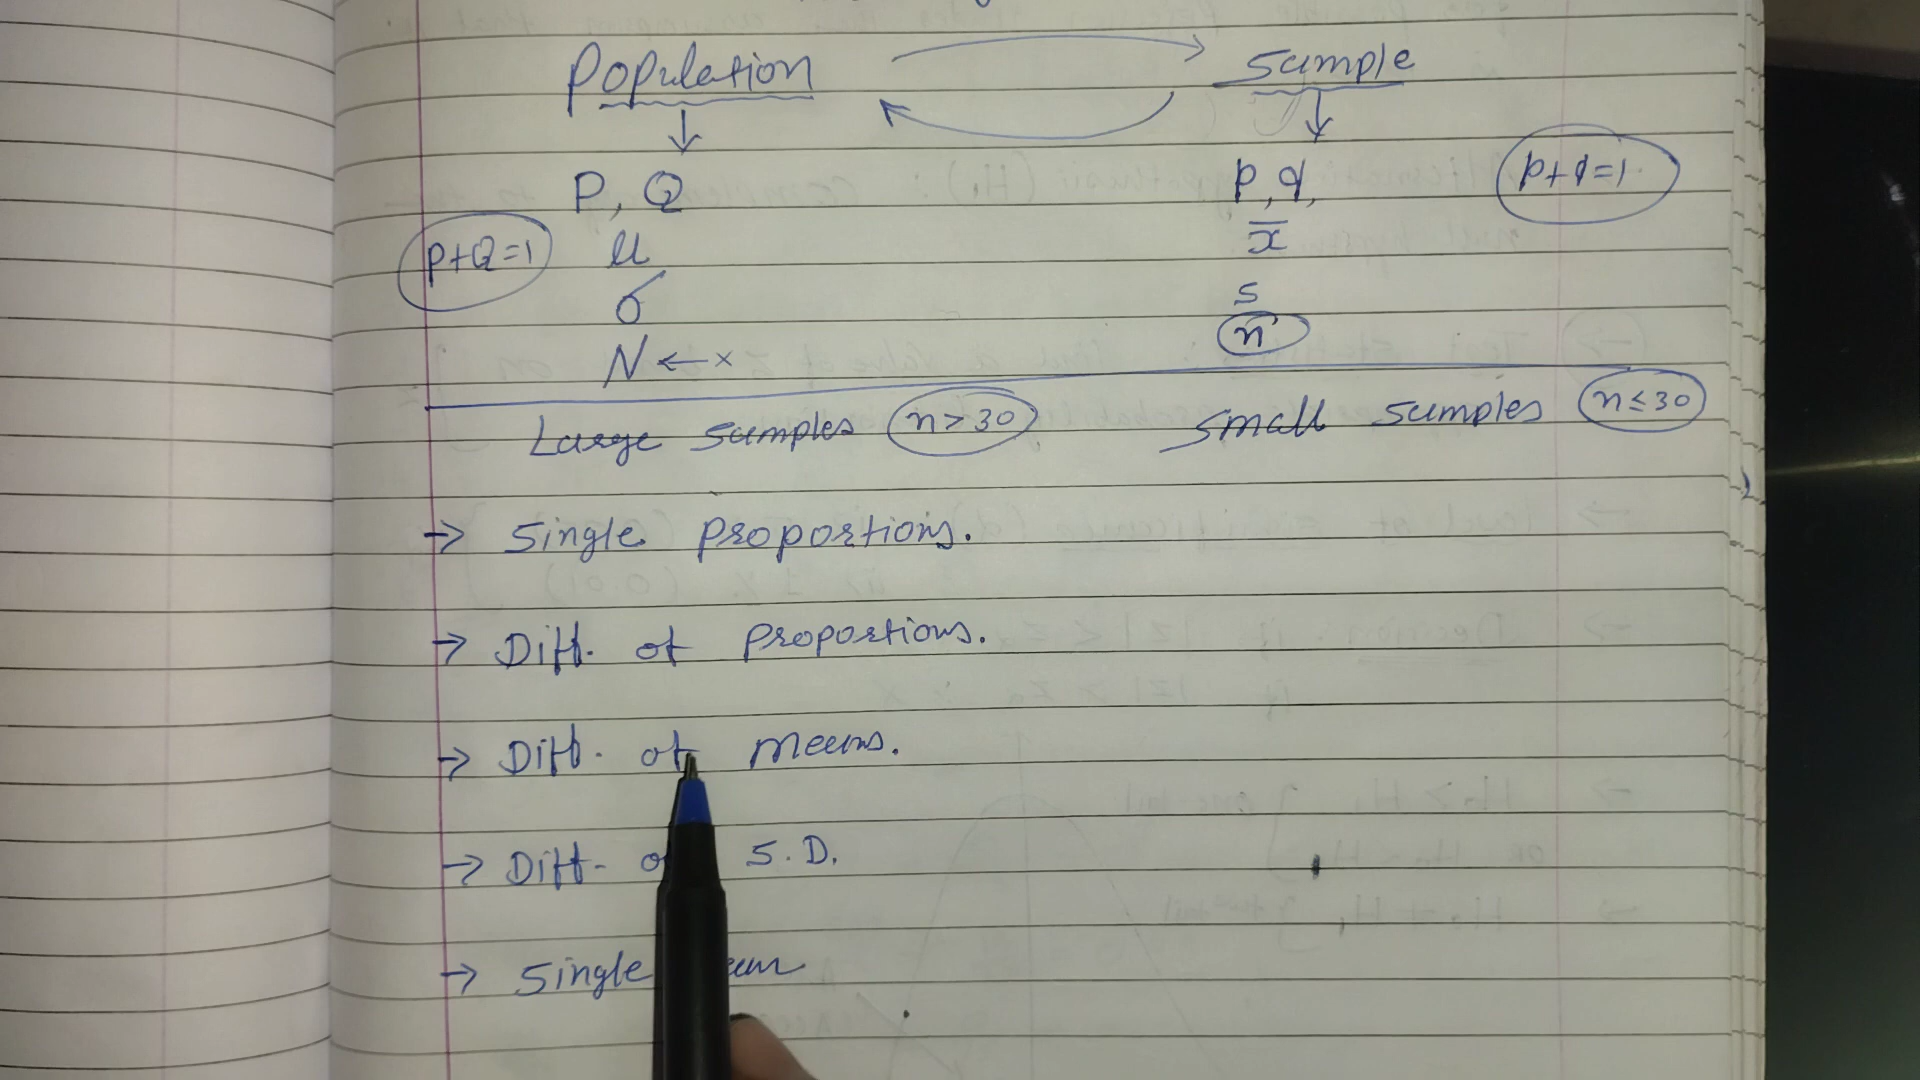 Population → Sample
P, Q p, q, p+q=1.
P+Q=1 μ x̅
σ s
N ← x n
Large Samples n > 30 Small Samples n ≤ 30
→ Single Proportions.
→ Diff. of Proportions.
→ Diff. of Means.
→ Diff. S.D.
→ Single